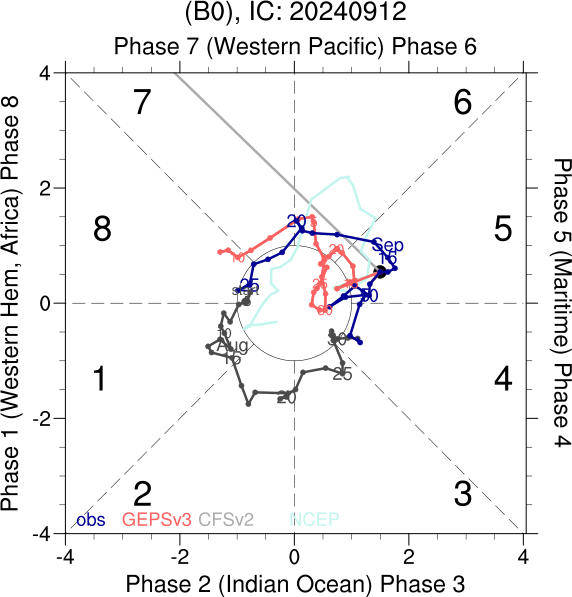 (B0), IC: 20240912
Phase 7 (Western Pacific) Phase 6
Phase 1 (Western Hem, Africa) Phase 8
Phase 5 (Maritime) Phase 4
4
2
0
-2
-4
7
6
8
5
1
4
2
3
20
Sep
15
25
Aug
15
25
20
obs GEPSv3 CFSv2 NCEP
-4 -2 0 2 4
Phase 2 (Indian Ocean) Phase 3